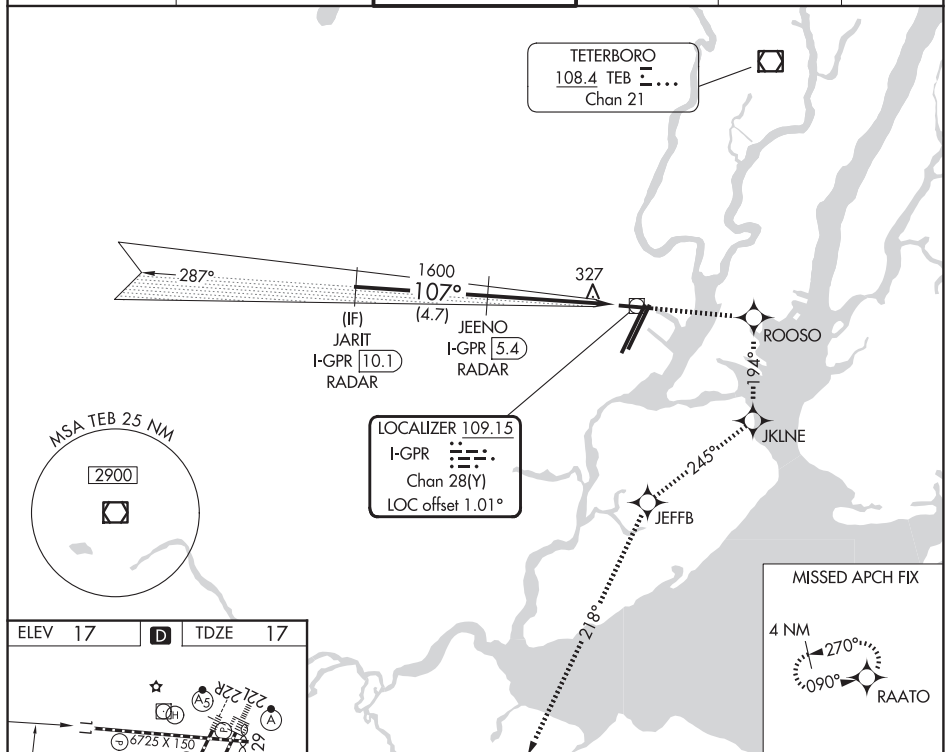 TETERBORO
108.4 TEB
Chan 21
327
287°
1600
107°
(4.7)
(IF)
JARIT
I-GPR 10.1
RADAR
JEENO
I-GPR 5.4
RADAR
ROOSO
194°
JKLNE
245°
JEFFB
218°
LOCALIZER 109.15
I-GPR
Chan 28(Y)
LOC offset 1.01°
MSA TEB 25 NM
2900
MISSED APCH FIX
4 NM
270°
090°
RAATO
ELEV 17 D TDZE 17
A5
22R
22L
A
H
P
P
29
6725 X 150